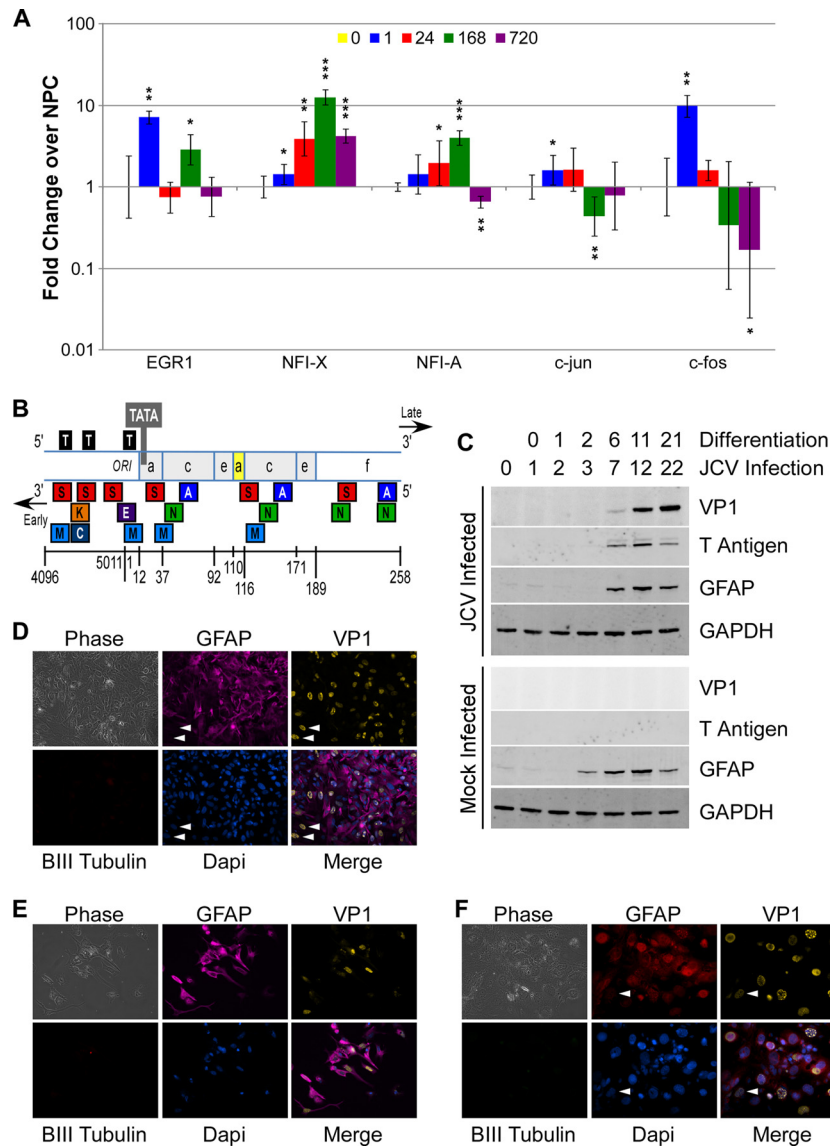 A
Fold Change over NPC
100
10
1
0.1
0.01
0 1 24 168 720
** *
* ** *** ***
* *** **
* **
** *
EGR1 NFI-X NFI-A c-jun c-fos
B
TATA
Late
5' T T T 3'
ORI a c e a c e f
3' 5'
S S S S A S A S A
Early
K E N N N N
M C M M M
4096 5011 1 12 37 92 110 116 171 189 258
C
0 1 2 6 11 21 Differentiation
0 1 2 3 7 12 22 JCV Infection
JCV Infected
VP1
T Antigen
GFAP
GAPDH
Mock Infected
VP1
T Antigen
GFAP
GAPDH
D
Phase GFAP VP1
BIII Tubulin Dapi Merge
E
Phase GFAP VP1
BIII Tubulin Dapi Merge
F
Phase GFAP VP1
BIII Tubulin Dapi Merge